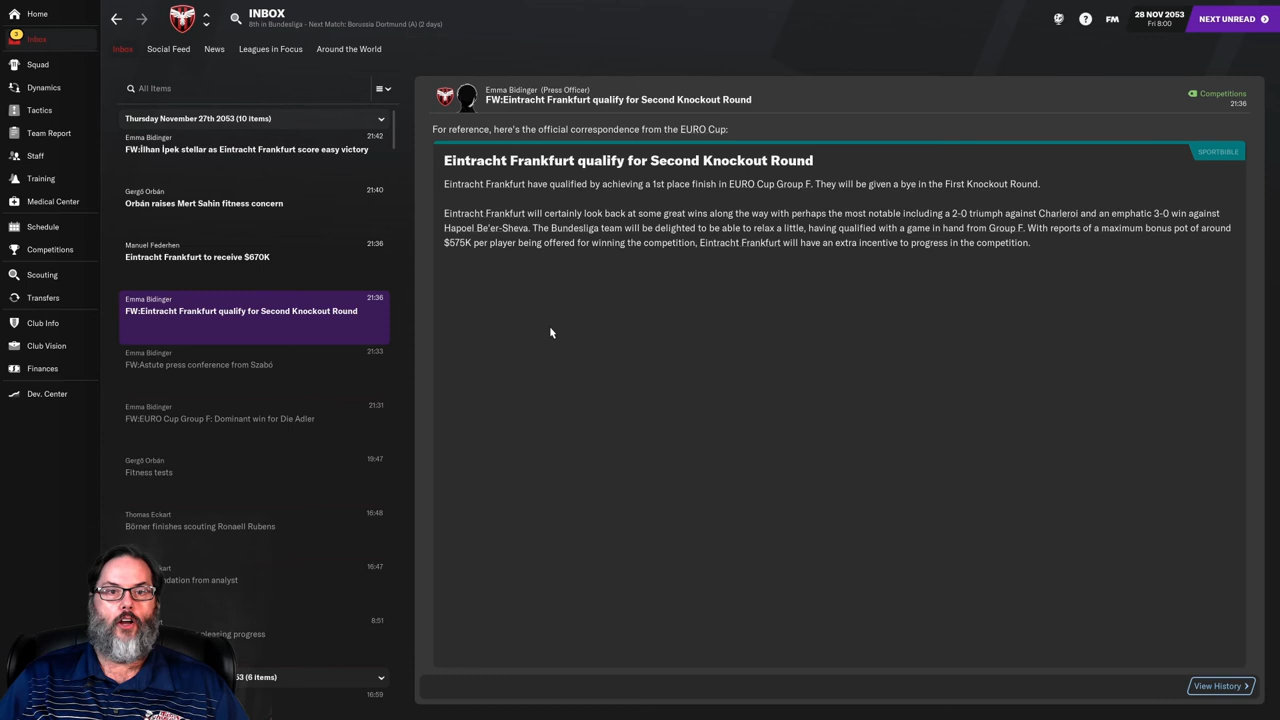 Home
INBOX
8th in Bundesliga - Next Match: Borussia Dortmund (A) (2 days)
FM
28 NOV 2053
Fri 8:00
NEXT UNREAD
3
Inbox
Inbox
Social Feed
News
Leagues in Focus
Around the World
Squad
Dynamics
Tactics
Team Report
Staff
Training
Medical Center
Schedule
Competitions
Scouting
Transfers
Club Info
Club Vision
Finances
Dev. Center
All Items
Thursday November 27th 2053 (10 items)
Emma Bidinger 21:42
FW:İlhan İpek stellar as Eintracht Frankfurt score easy victory
Gergő Orbán 21:40
Orbán raises Mert Sahin fitness concern
Manuel Federhen 21:36
Eintracht Frankfurt to receive $670K
Emma Bidinger 21:36
FW:Eintracht Frankfurt qualify for Second Knockout Round
Emma Bidinger 21:33
FW:Astute press conference from Szabó
Emma Bidinger 21:31
FW:EURO Cup Group F: Dominant win for Die Adler
Gergő Orbán 19:47
Fitness tests
Thomas Eckart 16:48
Börner finishes scouting Ronaell Rubens
16:47
from analyst
8:51
pleasing progress
53 (6 items)
16:59
Emma Bidinger (Press Officer)
FW:Eintracht Frankfurt qualify for Second Knockout Round
Competitions
21:36
For reference, here's the official correspondence from the EURO Cup:
Eintracht Frankfurt qualify for Second Knockout Round
SPORTBIBLE
Eintracht Frankfurt have qualified by achieving a 1st place finish in EURO Cup Group F. They will be given a bye in the First Knockout Round.
Eintracht Frankfurt will certainly look back at some great wins along the way with perhaps the most notable including a 2-0 triumph against Charleroi and an emphatic 3-0 win against
Hapoel Be'er-Sheva. The Bundesliga team will be delighted to be able to relax a little, having qualified with a game in hand from Group F. With reports of a maximum bonus pot of around
$575K per player being offered for winning the competition, Eintracht Frankfurt will have an extra incentive to progress in the competition.
View History